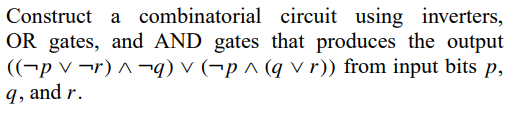 Construct a combinatorial circuit using inverters,
OR gates, and AND gates that produces the output
((¬p ∨ ¬r) ∧ ¬q) ∨ (¬p ∧ (q ∨ r)) from input bits p,
q, and r.